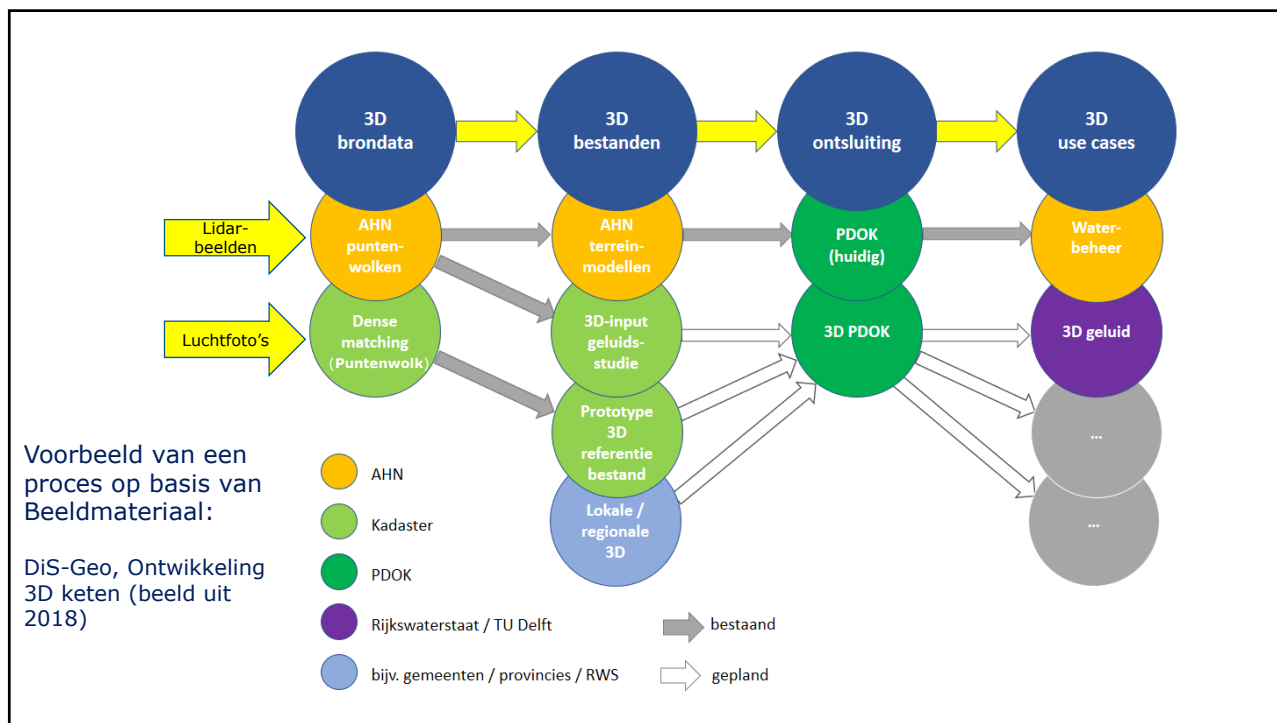 3D
brondata
3D
bestanden
3D
ontsluiting
3D
use cases
Lidar-
beelden
AHN
punten-
wolken
AHN
terrein-
modellen
PDOK
(huidig)
Water-
beheer
Luchtfoto’s
Dense
matching
(Puntenwolk)
3D-input
geluids-
studie
3D PDOK
3D geluid
Prototype
3D
referentie
bestand
...
Lokale /
regionale
3D
...
Voorbeeld van een
proces op basis van
Beeldmateriaal:
DiS-Geo, Ontwikkeling
3D keten (beeld uit
2018)
AHN
Kadaster
PDOK
Rijkswaterstaat / TU Delft
bijv. gemeenten / provincies / RWS
bestaand
gepland